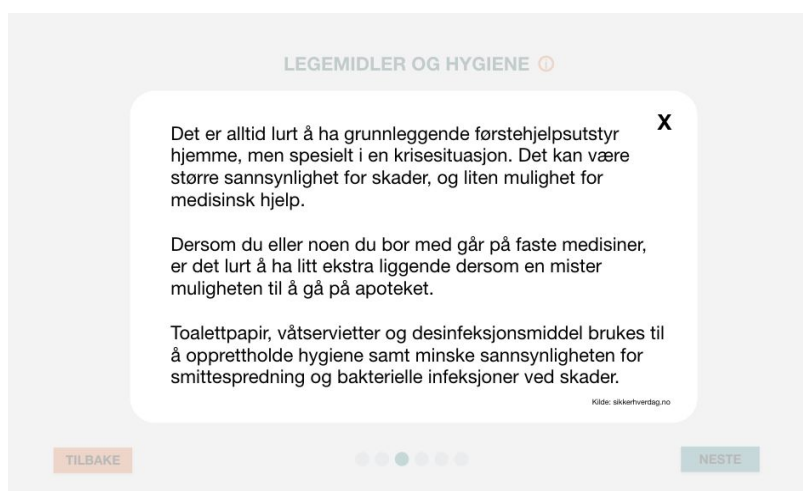 LEGEMIDLER OG HYGIENE
X
Det er alltid lurt å ha grunnleggende førstehjelpsutstyr
hjemme, men spesielt i en krisesituasjon. Det kan være
større sannsynlighet for skader, og liten mulighet for
medisinsk hjelp.
Dersom du eller noen du bor med går på faste medisiner,
er det lurt å ha litt ekstra liggende dersom en mister
muligheten til å gå på apoteket.
Toalettpapir, våtservietter og desinfeksjonsmiddel brukes til
å opprettholde hygiene samt minske sannsynligheten for
smittespredning og bakterielle infeksjoner ved skader.
Kilde: sikkerhverdag.no
TILBAKE
NESTE